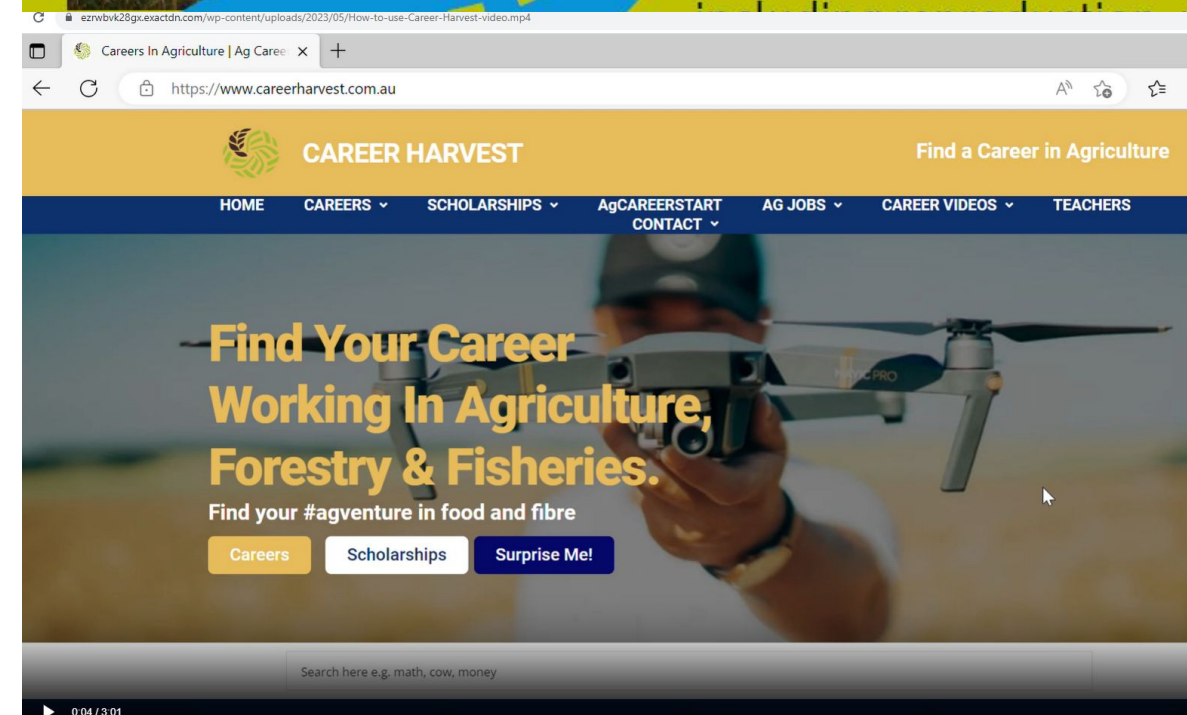 ezrwbvk28gx.exactdn.com/wp-content/uploads/2023/05/How-to-use-Career-Harvest-video.mp4
Careers In Agriculture | Ag Caree
https://www.careerharvest.com.au
CAREER HARVEST
Find a Career in Agriculture
HOME CAREERS SCHOLARSHIPS AgCAREERSTART AG JOBS CAREER VIDEOS TEACHERS
CONTACT
Find Your Career
Working In Agriculture,
Forestry & Fisheries.
Find your #agventure in food and fibre
Careers Scholarships Surprise Me!
Search here e.g. math, cow, money
0:04 / 3:01